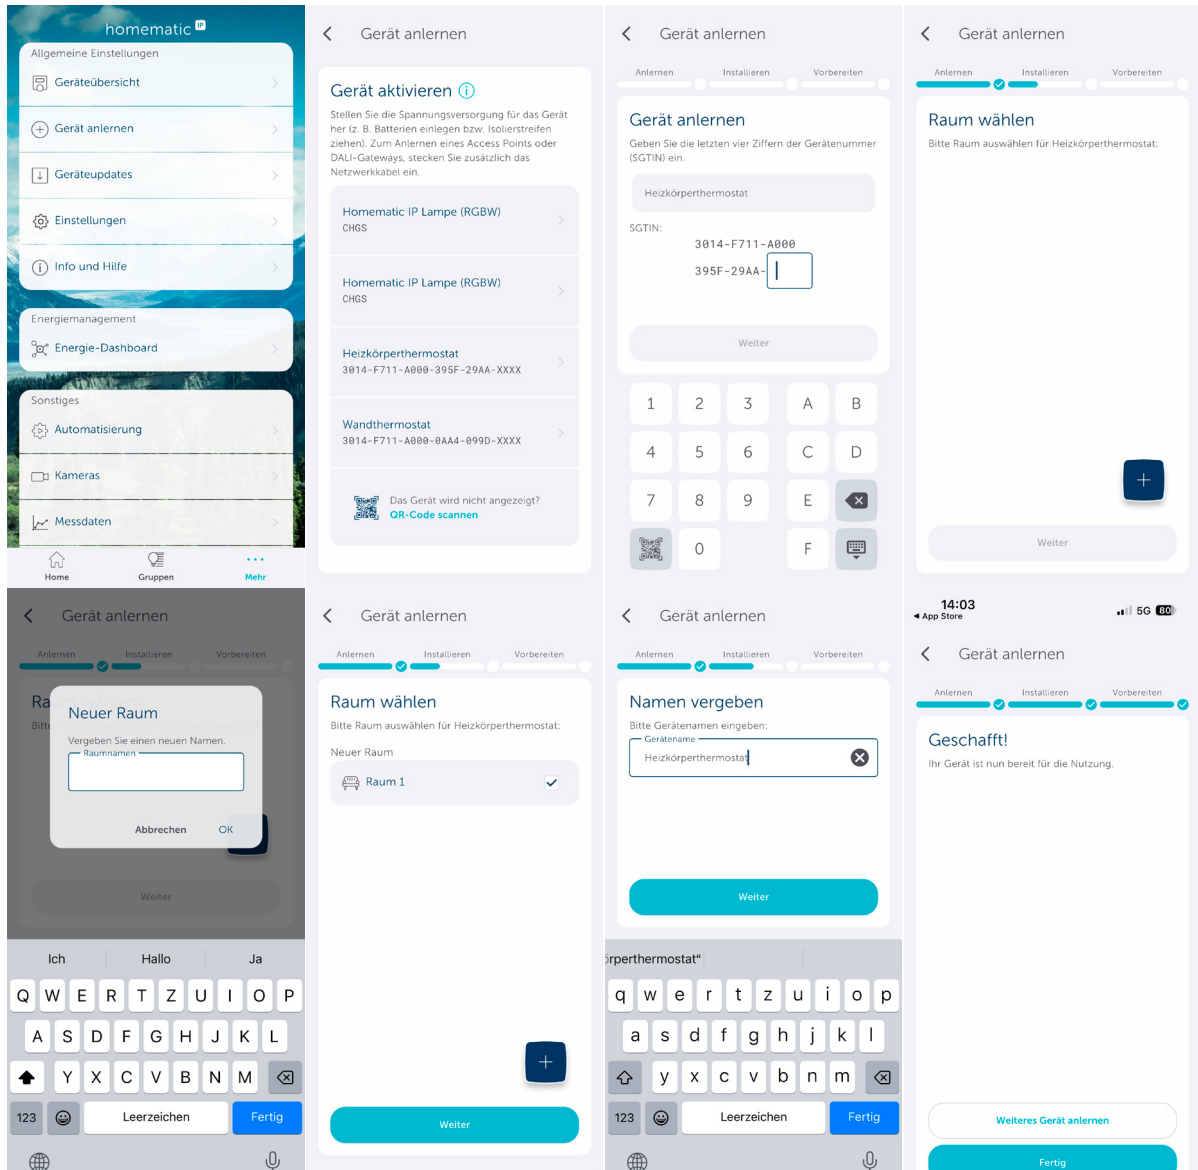 homematic IP
Allgemeine Einstellungen
Geräteübersicht
Gerät anlernen
Geräteupdates
Einstellungen
Info und Hilfe
Energiemanagement
Energie-Dashboard
Sonstiges
Automatisierung
Kameras
Messdaten
Home Gruppen Mehr
Gerät anlernen
Gerät aktivieren
Stellen Sie die Spannungsversorgung für das Gerät
her (z. B. Batterien einlegen bzw. Isolierstreifen
ziehen). Zum Anlernen eines Access Points oder
DALI-Gateways, stecken Sie zusätzlich das
Netzwerkkabel ein.
Homematic IP Lampe (RGBW)
CHGS
Homematic IP Lampe (RGBW)
CHGS
Heizkörperthermostat
3014-F711-A000-395F-29AA-XXXX
Wandthermostat
3014-F711-A000-0AA4-099D-XXXX
Das Gerät wird nicht angezeigt?
QR-Code scannen
Gerät anlernen
Anlernen Installieren Vorbereiten
Gerät anlernen
Geben Sie die letzten vier Ziffern der Gerätenummer
(SGTIN) ein.
Heizkörperthermostat
SGTIN:
3014-F711-A000
395F-29AA-
Weiter
1 2 3 A B
4 5 6 C D
7 8 9 E
0 F
Gerät anlernen
Anlernen Installieren Vorbereiten
Raum wählen
Bitte Raum auswählen für Heizkörperthermostat:
+
Weiter
Gerät anlernen
Anlernen Installieren Vorbereiten
Ra
Bitte
Neuer Raum
Vergeben Sie einen neuen Namen.
Raumnamen
Abbrechen OK
Weiter
Ich Hallo Ja
Q W E R T Z U I O P
A S D F G H J K L
Y X C V B N M
123 Leerzeichen Fertig
Gerät anlernen
Anlernen Installieren Vorbereiten
Raum wählen
Bitte Raum auswählen für Heizkörperthermostat:
Neuer Raum
Raum 1
+
Weiter
Gerät anlernen
Anlernen Installieren Vorbereiten
Namen vergeben
Bitte Gerätenamen eingeben:
Gerätename
Heizkörperthermostat
Weiter
örperthermostat“
q w e r t z u i o p
a s d f g h j k l
y x c v b n m
123 Leerzeichen Fertig
14:03
App Store
5G 80
Gerät anlernen
Anlernen Installieren Vorbereiten
Geschafft!
Ihr Gerät ist nun bereit für die Nutzung.
Weiteres Gerät anlernen
Fertig